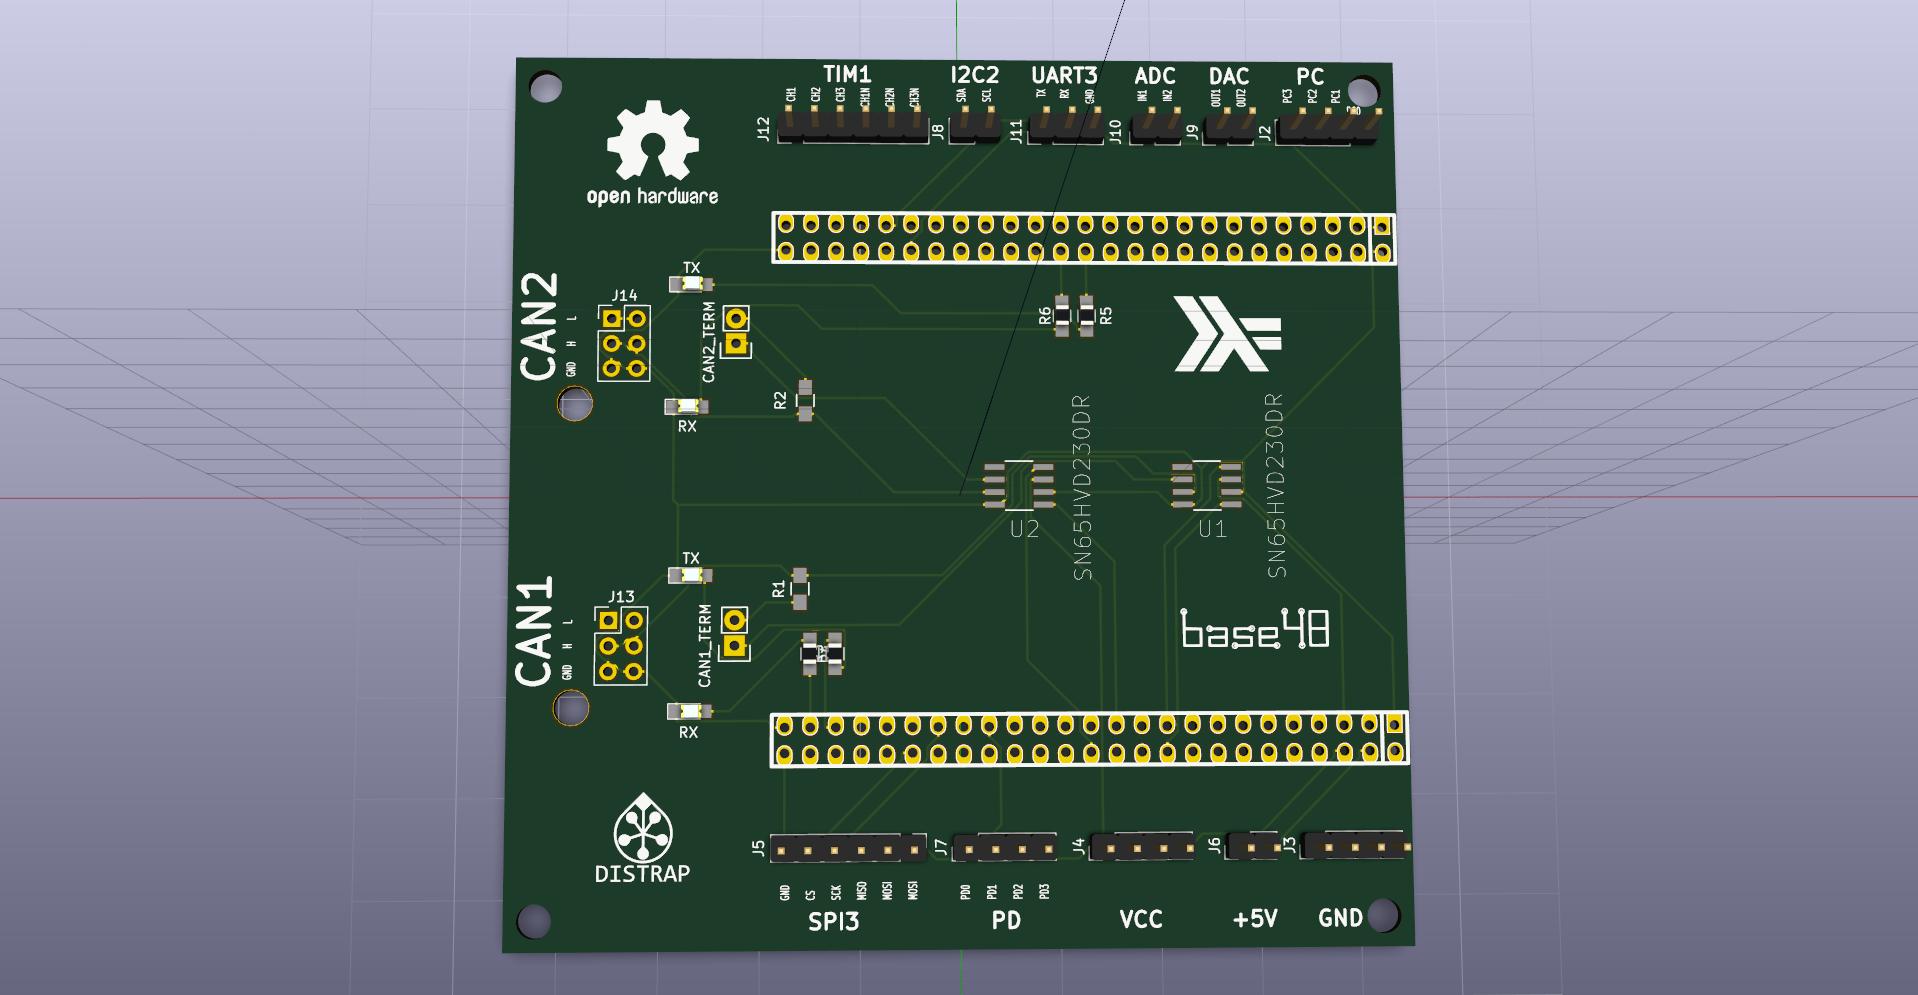 TIM1 I2C2 UART3 ADC DAC PC
CH1 CH2 CH3 CH1N CH2N CH3N SDA SCL TX RX GND IN1 IN2 OUT1 OUT2 PC3 PC2 PC1
J12 J8 J11 J10 J9 J2
open hardware
TX
CAN2
J14
L
H
GND
CAN2_TERM
R6 R5
R2
RX
SN65HVD230DR
SN65HVD230DR
U2 U1
TX
CAN1
J13
L
H
GND
CAN1_TERM
R1
base48
RX
J5 J7 J4 J6 J3
DISTRAP
GND CS SCK MISO MOSI MOSI PD0 PD1 PD2 PD3
SPI3 PD VCC +5V GND